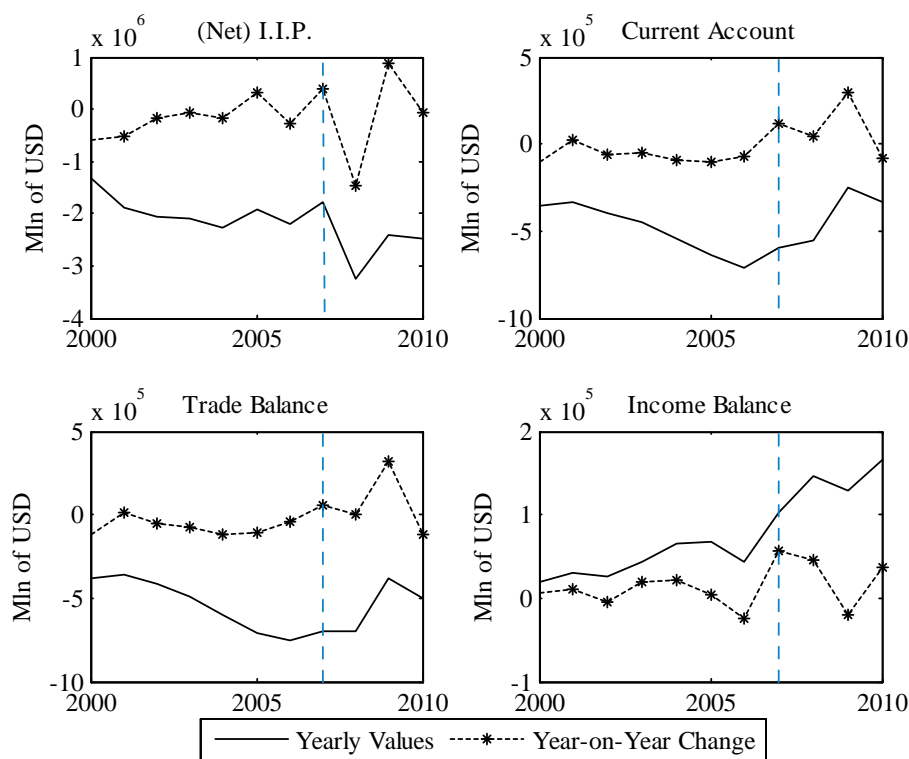 (Net) I.I.P.
x 10^6
Mln of USD
1
0
-1
-2
-3
-4
2000
2005
2010
Current Account
x 10^5
Mln of USD
5
0
-5
-10
2000
2005
2010
Trade Balance
x 10^5
Mln of USD
5
0
-5
-10
2000
2005
2010
Income Balance
x 10^5
Mln of USD
2
1
0
-1
2000
2005
2010
Yearly Values
Year-on-Year Change